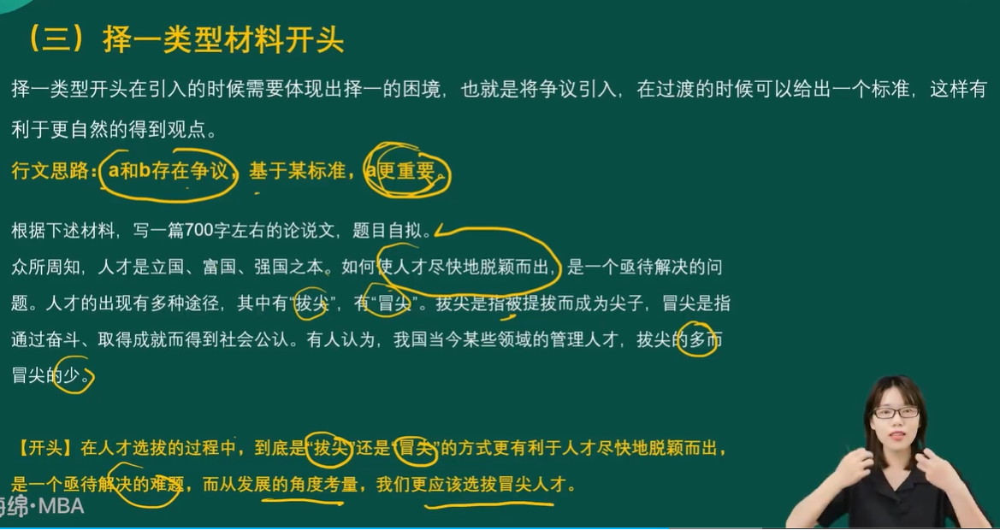 （三）择一类型材料开头
择一类型开头在引入的时候需要体现出择一的困境，也就是将争议引入，在过渡的时候可以给出一个标准，这样有
利于更自然的得到观点。
行文思路：a和b存在争议，基于某标准，a更重要。
根据下述材料，写一篇700字左右的论说文，题目自拟。
众所周知，人才是立国、富国、强国之本。如何使人才尽快地脱颖而出，是一个亟待解决的问
题。人才的出现有多种途径，其中有“拔尖”，有“冒尖”。拔尖是指被提拔而成为尖子，冒尖是指
通过奋斗、取得成就而得到社会公认。有人认为，我国当今某些领域的管理人才，拔尖的多而
冒尖的少。
【开头】在人才选拔的过程中，到底是“拔尖”还是“冒尖”的方式更有利于人才尽快地脱颖而出，
是一个亟待解决的难题，而从发展的角度考量，我们更应该选拔冒尖人才。
海绵·MBA